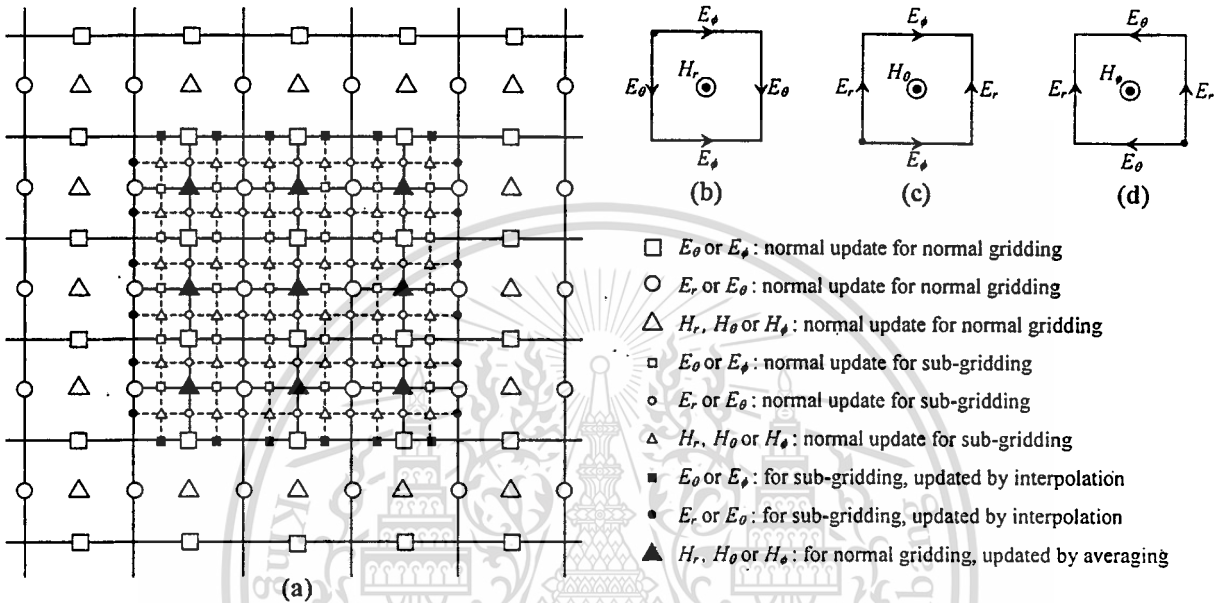 E_ϕ
H_r
E_θ
E_θ
E_ϕ
(b)
E_ϕ
H_θ
E_r
E_r
E_ϕ
(c)
E_θ
H_ϕ
E_r
E_r
E_θ
(d)
E_θ or E_ϕ : normal update for normal gridding
E_r or E_θ : normal update for normal gridding
H_r, H_θ or H_ϕ : normal update for normal gridding
E_θ or E_ϕ : normal update for sub-gridding
E_r or E_θ : normal update for sub-gridding
H_r, H_θ or H_ϕ : normal update for sub-gridding
E_θ or E_ϕ : for sub-gridding, updated by interpolation
E_r or E_θ : for sub-gridding, updated by interpolation
H_r, H_θ or H_ϕ : for normal gridding, updated by averaging
(a)
King